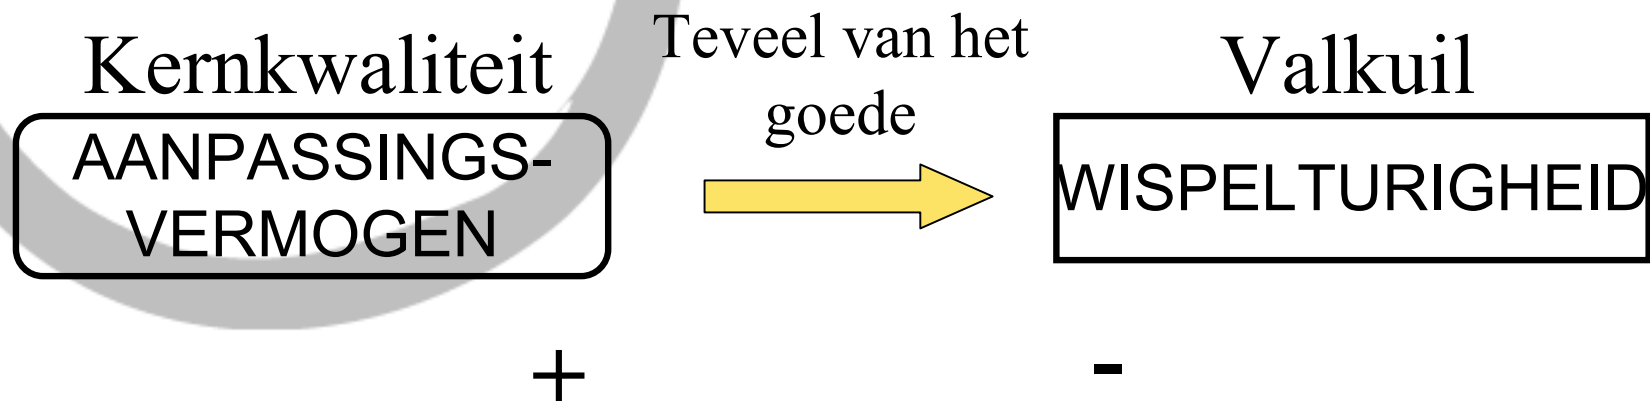 Kernkwaliteit
AANPASSINGS-
VERMOGEN
Teveel van het
goede
Valkuil
WISPELTURIGHEID
+
-